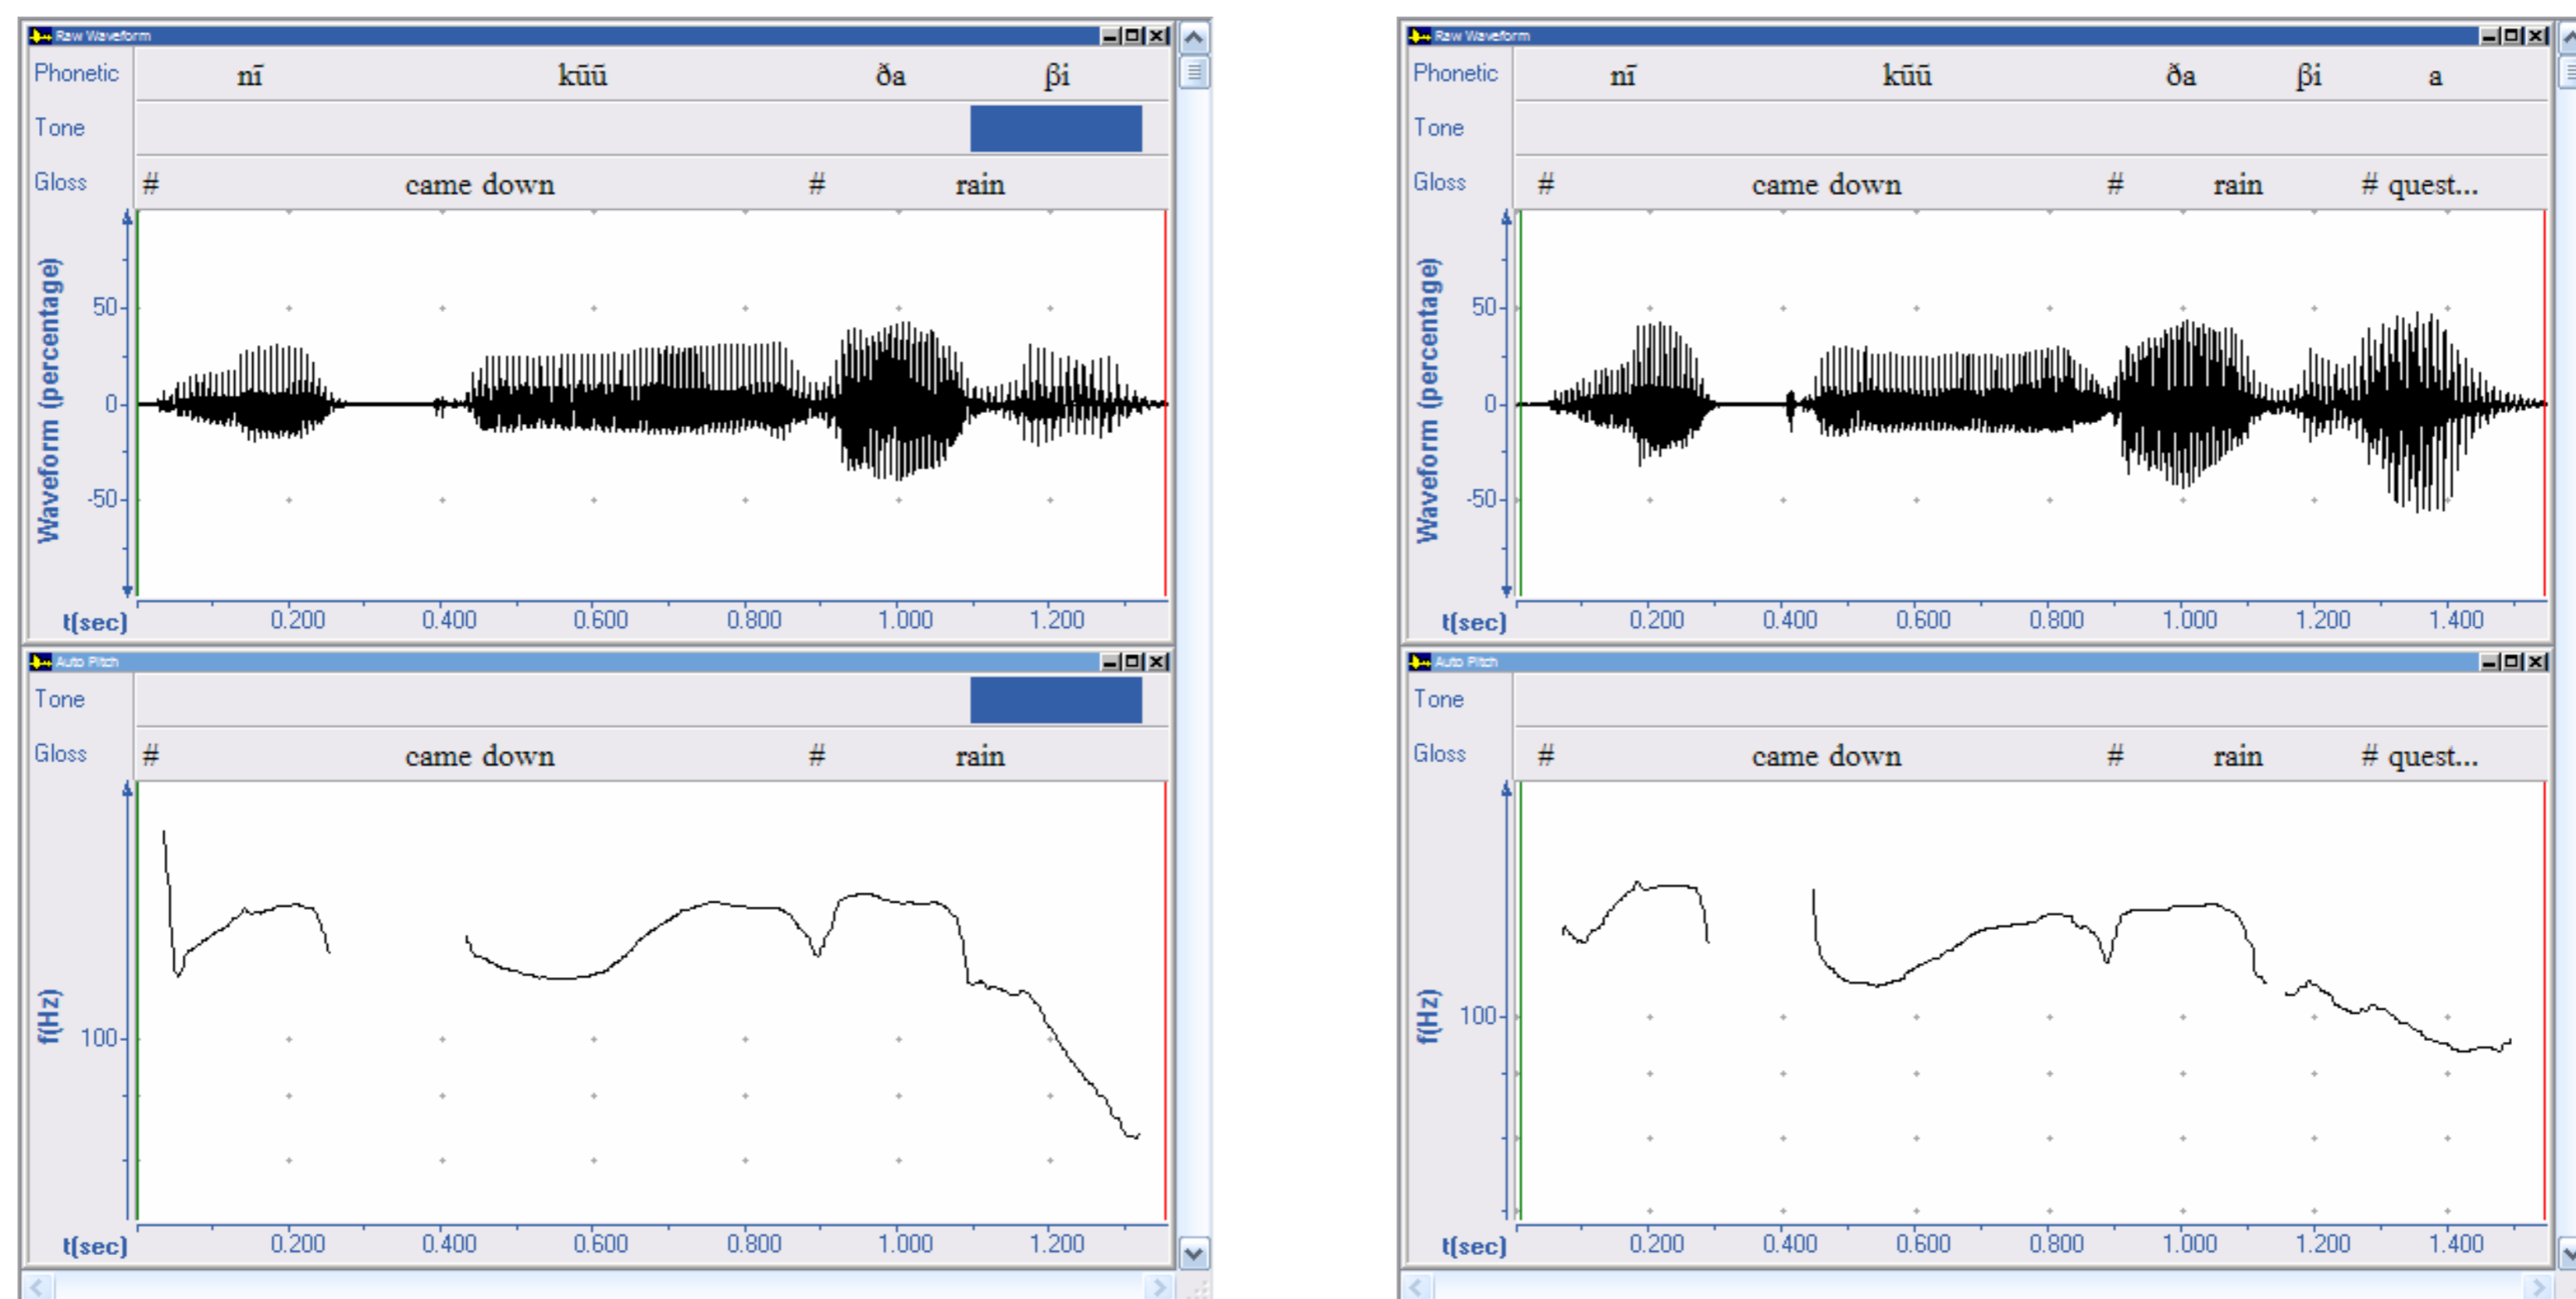 Raw Waveform
Phonetic nĩ kũũ ða βi
Tone
Gloss # came down # rain
Waveform (percentage)
50
0
-50
t(sec) 0.200 0.400 0.600 0.800 1.000 1.200
Auto Pitch
Tone
Gloss # came down # rain
f(Hz)
100
t(sec) 0.200 0.400 0.600 0.800 1.000 1.200
Raw Waveform
Phonetic nĩ kũũ ða βi a
Tone
Gloss # came down # rain # quest...
Waveform (percentage)
50
0
-50
t(sec) 0.200 0.400 0.600 0.800 1.000 1.200 1.400
Auto Pitch
Tone
Gloss # came down # rain # quest...
f(Hz)
100
t(sec) 0.200 0.400 0.600 0.800 1.000 1.200 1.400